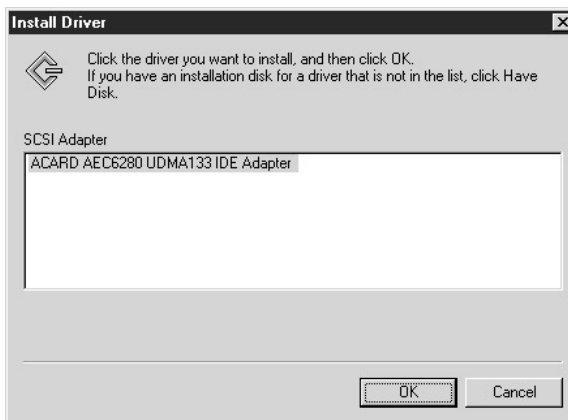 Install Driver
Click the driver you want to install, and then click OK.
If you have an installation disk for a driver that is not in the list, click Have
Disk.
SCSI Adapter
ACARD AEC6280 UDMA133 IDE Adapter
OK
Cancel